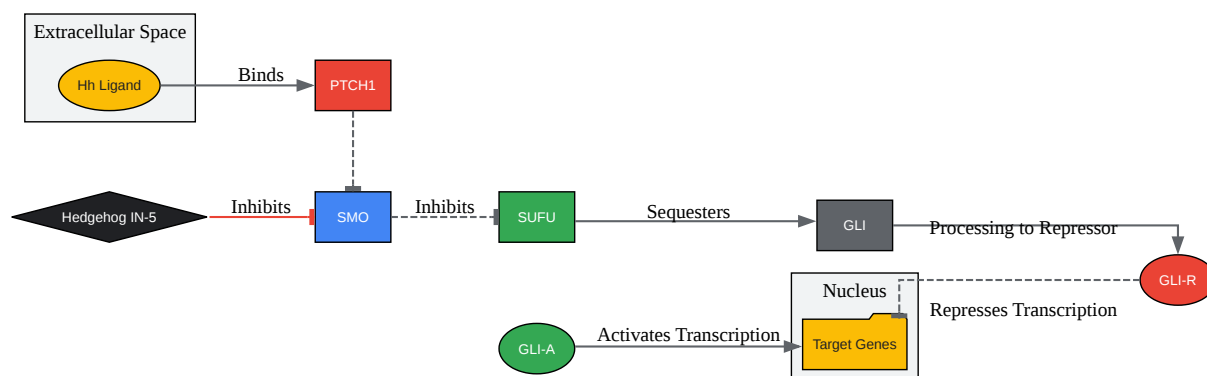 Extracellular Space
Hh Ligand
Binds
PTCH1
Hedgehog IN-5
Inhibits
SMO
Inhibits
SUFU
Sequesters
GLI
Processing to Repressor
GLI-R
Nucleus
Represses Transcription
GLI-A
Activates Transcription
Target Genes